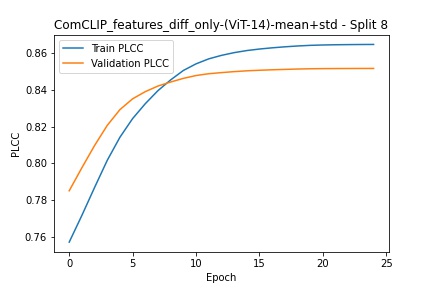 ComCLIP_features_diff_only-(ViT-14)-mean+std - Split 8
Train PLCC
Validation PLCC
PLCC
0.86
0.84
0.82
0.80
0.78
0.76
0
5
10
15
20
25
Epoch